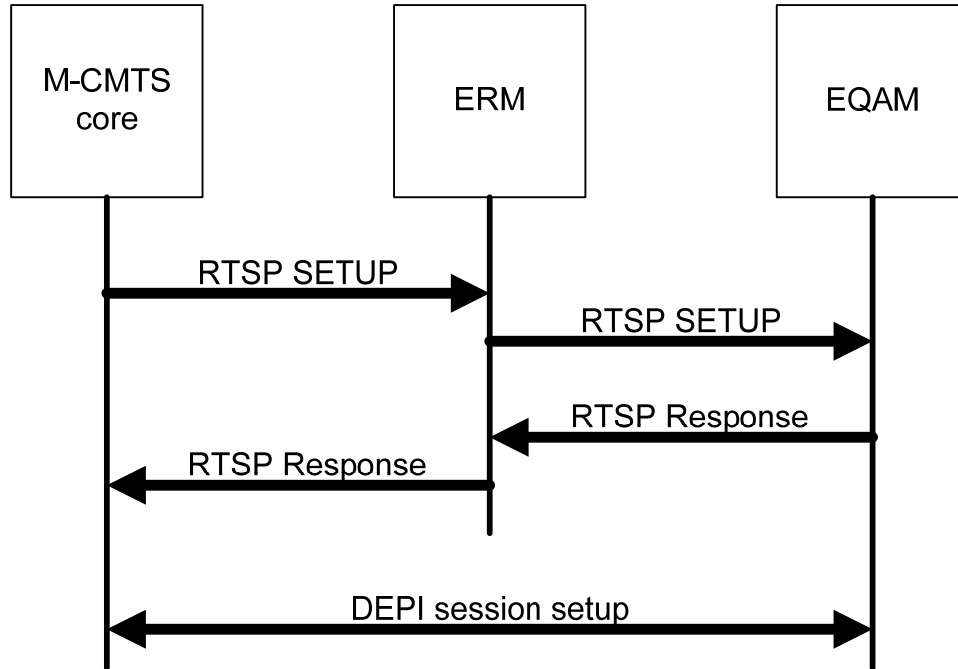 M-CMTS
core
ERM
EQAM
RTSP SETUP
RTSP SETUP
RTSP Response
RTSP Response
DEPI session setup